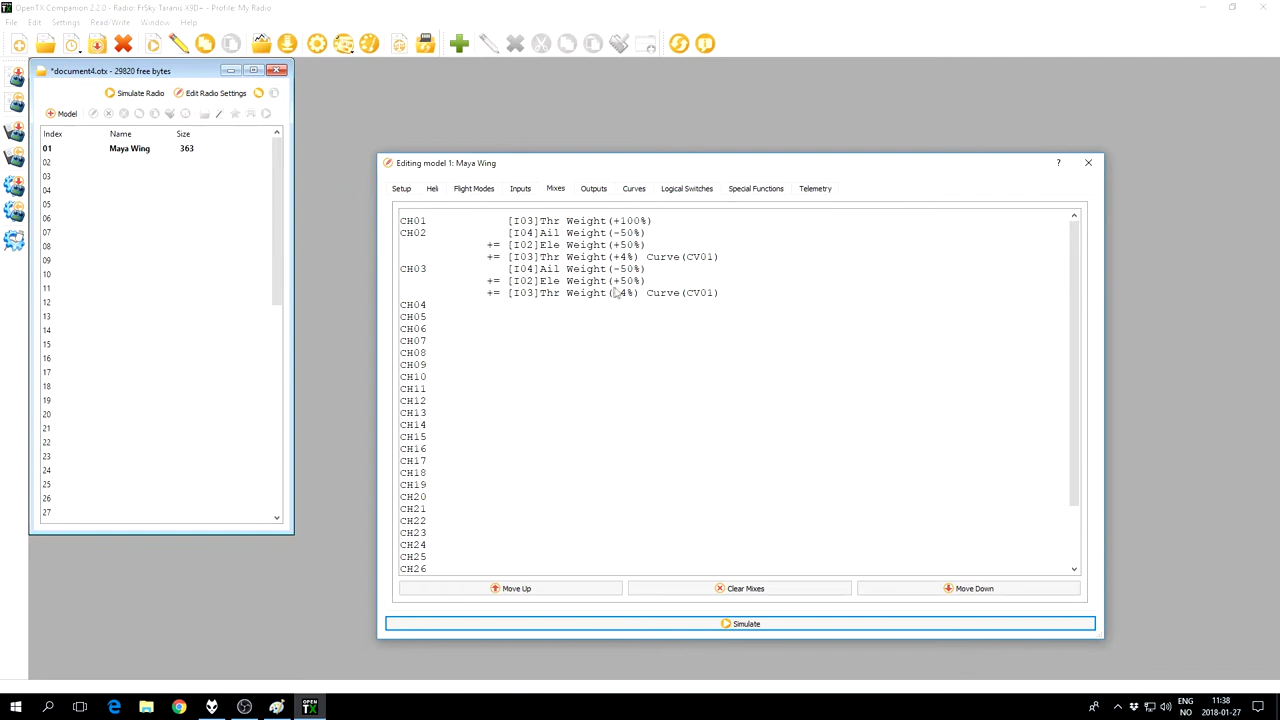 OpenTX Companion 2.2.0 - Radio: FrSky Taranis X9D+ - Profile: My Radio
File Edit Settings Read/Write Window Help
*document4.otx - 29820 free bytes
Simulate Radio Edit Radio Settings
Model
Index Name Size
01 Maya Wing 363
02
03
04
05
06
07
08
09
10
11
12
13
14
15
16
17
18
19
20
21
22
23
24
25
26
27
Editing model 1: Maya Wing
?
Setup Heli Flight Modes Inputs Mixes Outputs Curves Logical Switches Special Functions Telemetry
CH01 [I03]Thr Weight(+100%)
CH02 [I04]Ail Weight(-50%)
+= [I02]Ele Weight(+50%)
+= [I03]Thr Weight(+4%) Curve(CV01)
CH03 [I04]Ail Weight(-50%)
+= [I02]Ele Weight(+50%)
+= [I03]Thr Weight( 4%) Curve(CV01)
CH04
CH05
CH06
CH07
CH08
CH09
CH10
CH11
CH12
CH13
CH14
CH15
CH16
CH17
CH18
CH19
CH20
CH21
CH22
CH23
CH24
CH25
CH26
Move Up Clear Mixes Move Down
Simulate
OPEN
TX
ENG
NO
11:38
2018-01-27